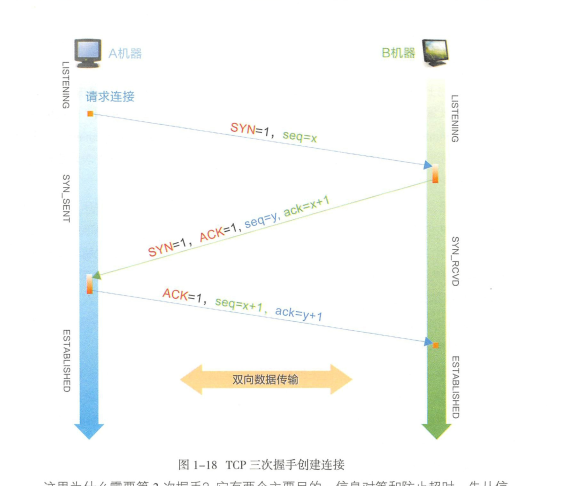 A机器
B机器
LISTENING
请求连接
LISTENING
SYN=1, seq=x
SYN_SENT
SYN=1, ACK=1, seq=y, ack=x+1
SYN_RCVD
ACK=1, seq=x+1, ack=y+1
ESTABLISHED
ESTABLISHED
双向数据传输
图 1-18 TCP 三次握手创建连接